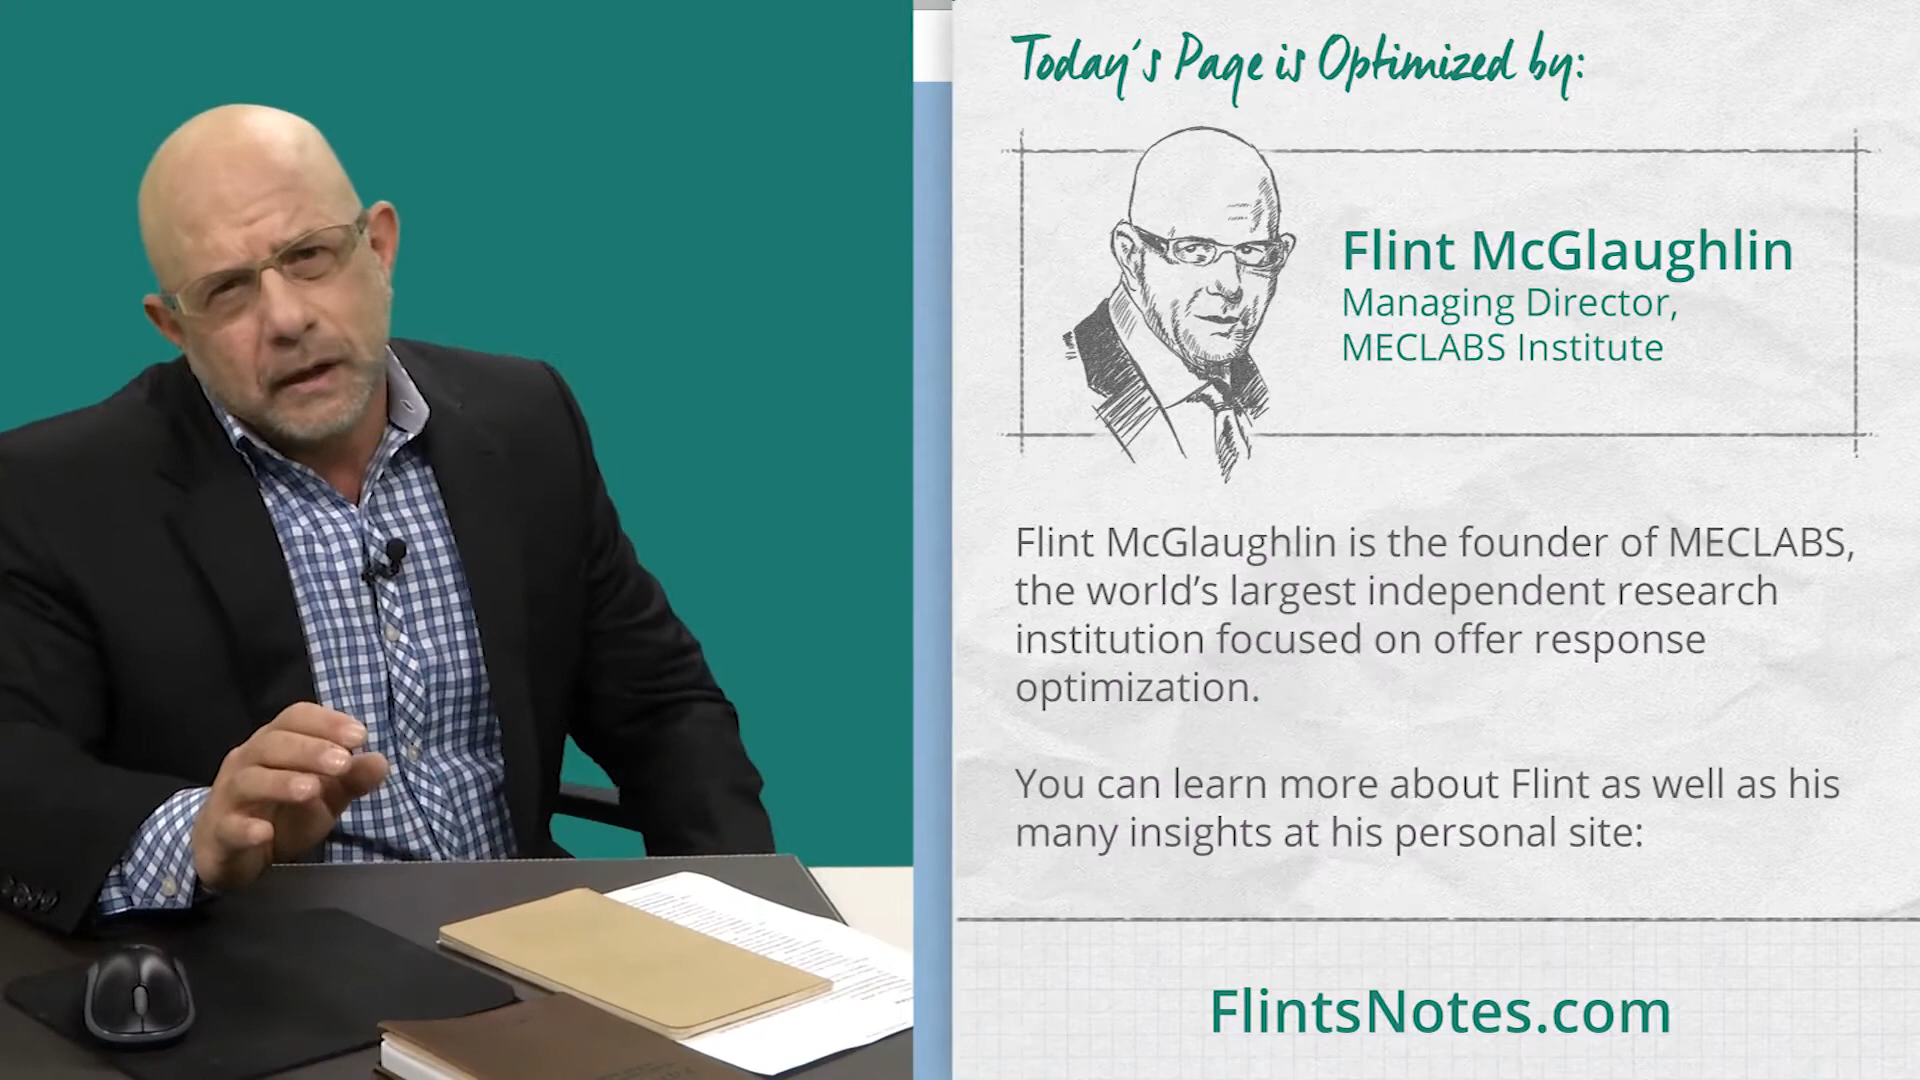 Today's Page is Optimized by:
Flint McGlaughlin
Managing Director,
MECLABS Institute
Flint McGlaughlin is the founder of MECLABS,
the world's largest independent research
institution focused on offer response
optimization.
You can learn more about Flint as well as his
many insights at his personal site:
FlintsNotes.com